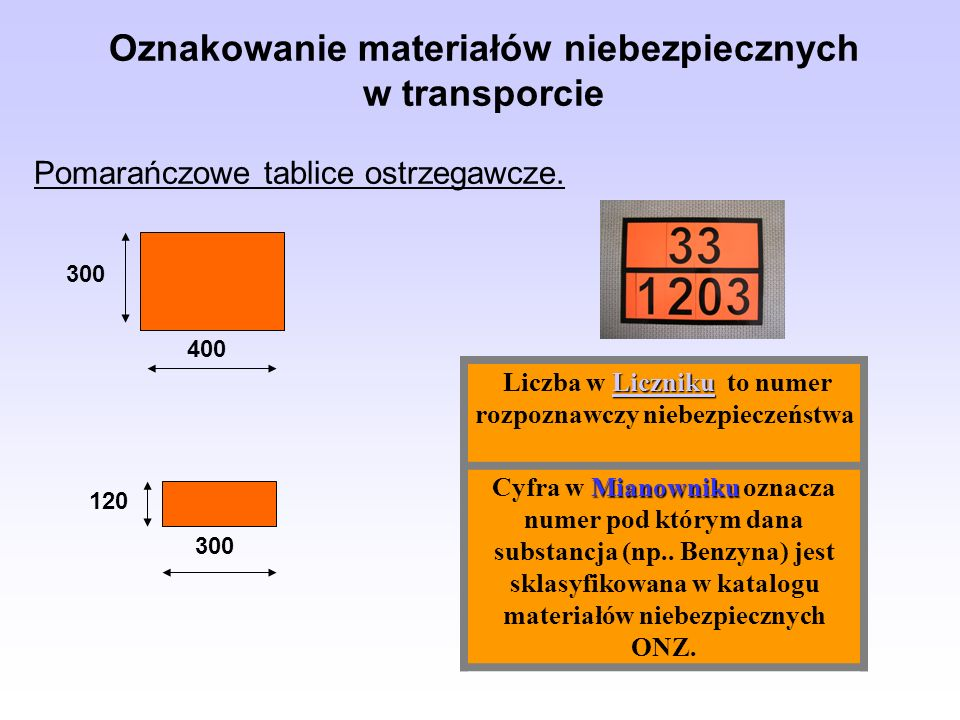 Oznakowanie materiałów niebezpiecznych
w transporcie
Pomarańczowe tablice ostrzegawcze.
300
400
33
1203
Liczba w Liczniku to numer
rozpoznawczy niebezpieczeństwa
120
300
Cyfra w Mianowniku oznacza
numer pod którym dana
substancja (np.. Benzyna) jest
sklasyfikowana w katalogu
materiałów niebezpiecznych
ONZ.